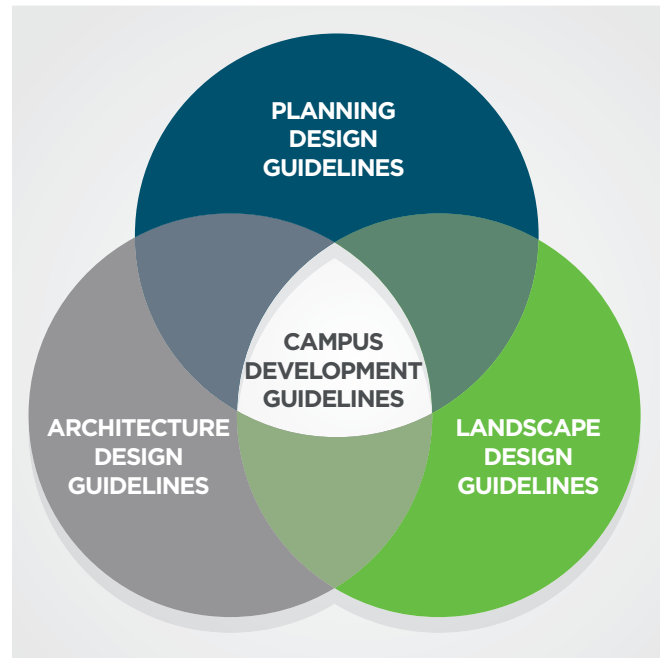 PLANNING
DESIGN
GUIDELINES
CAMPUS
DEVELOPMENT
GUIDELINES
ARCHITECTURE
DESIGN
GUIDELINES
LANDSCAPE
DESIGN
GUIDELINES